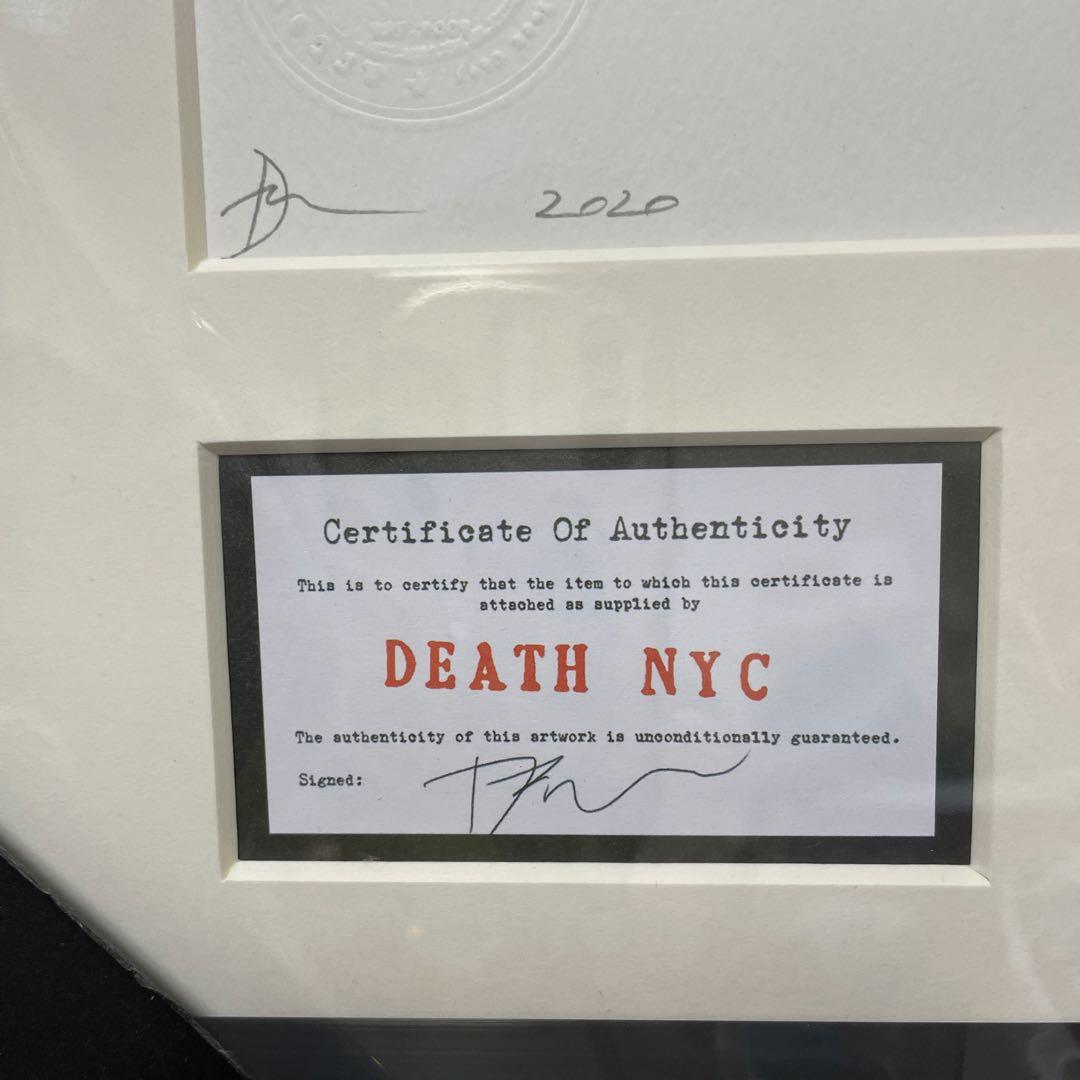 2020
Certificate Of Authenticity
This is to certify that the item to which this certificate is
attached as supplied by
DEATH NYC
The authenticity of this artwork is unconditionally guaranteed.
Signed: